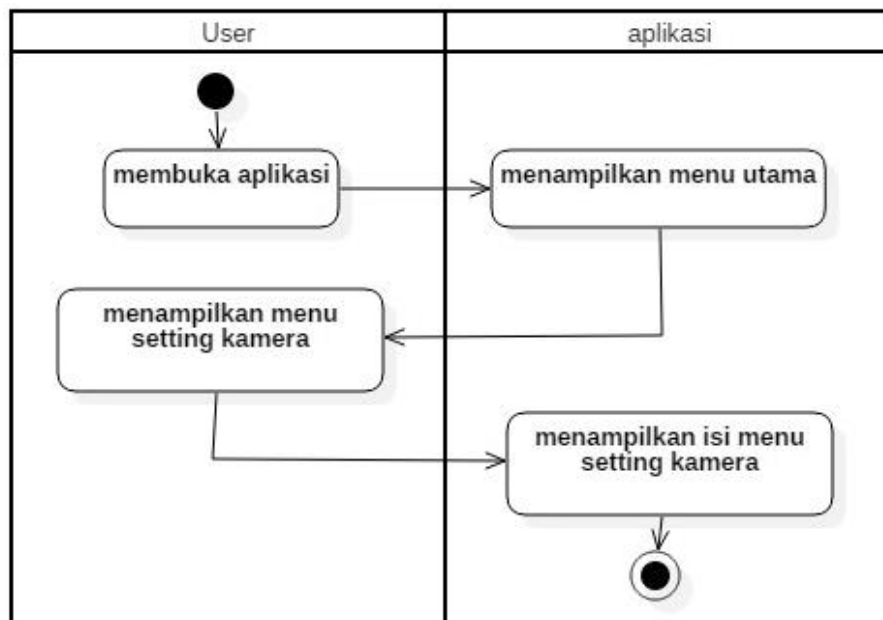 User
aplikasi
membuka aplikasi
menampilkan menu utama
menampilkan menu
setting kamera
menampilkan isi menu
setting kamera